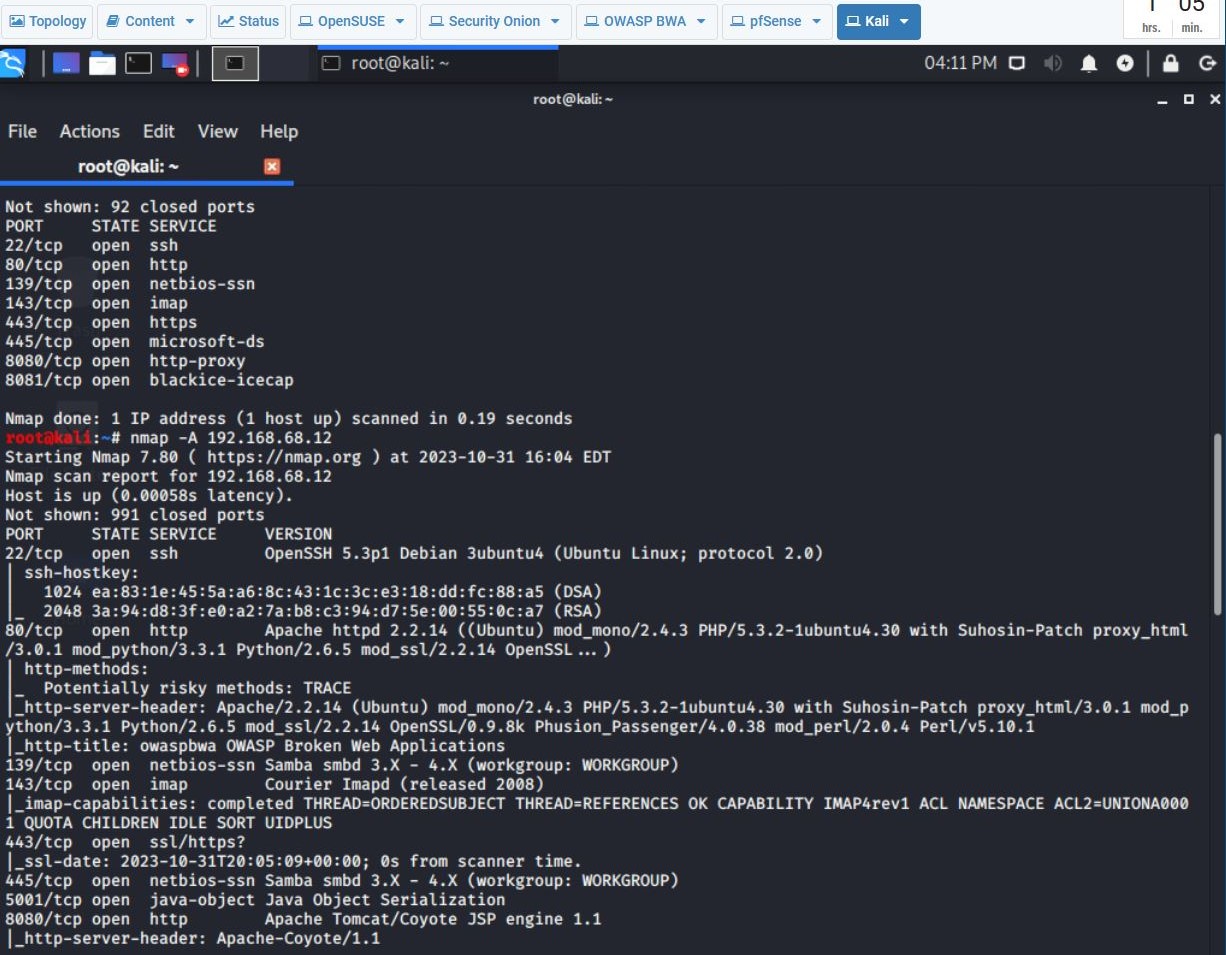 Topology Content Status OpenSUSE Security Onion OWASP BWA pfSense Kali
1 05
hrs. min.
root@kali: ~ 04:11 PM
root@kali: ~
File Actions Edit View Help
root@kali: ~
Not shown: 92 closed ports
PORT STATE SERVICE
22/tcp open ssh
80/tcp open http
139/tcp open netbios-ssn
143/tcp open imap
443/tcp open https
445/tcp open microsoft-ds
8080/tcp open http-proxy
8081/tcp open blackice-icecap
Nmap done: 1 IP address (1 host up) scanned in 0.19 seconds
root@kali:~# nmap -A 192.168.68.12
Starting Nmap 7.80 ( https://nmap.org ) at 2023-10-31 16:04 EDT
Nmap scan report for 192.168.68.12
Host is up (0.00058s latency).
Not shown: 991 closed ports
PORT STATE SERVICE VERSION
22/tcp open ssh OpenSSH 5.3p1 Debian 3ubuntu4 (Ubuntu Linux; protocol 2.0)
| ssh-hostkey:
| 1024 ea:83:1e:45:5a:a6:8c:43:1c:3c:e3:18:dd:fc:88:a5 (DSA)
|_ 2048 3a:94:d8:3f:e0:a2:7a:b8:c3:94:d7:5e:00:55:0c:a7 (RSA)
80/tcp open http Apache httpd 2.2.14 ((Ubuntu) mod_mono/2.4.3 PHP/5.3.2-1ubuntu4.30 with Suhosin-Patch proxy_html
/3.0.1 mod_python/3.3.1 Python/2.6.5 mod_ssl/2.2.14 OpenSSL...)
| http-methods:
|_ Potentially risky methods: TRACE
|_http-server-header: Apache/2.2.14 (Ubuntu) mod_mono/2.4.3 PHP/5.3.2-1ubuntu4.30 with Suhosin-Patch proxy_html/3.0.1 mod_p
ython/3.3.1 Python/2.6.5 mod_ssl/2.2.14 OpenSSL/0.9.8k Phusion_Passenger/4.0.38 mod_perl/2.0.4 Perl/v5.10.1
|_http-title: owaspbwa OWASP Broken Web Applications
139/tcp open netbios-ssn Samba smbd 3.X - 4.X (workgroup: WORKGROUP)
143/tcp open imap Courier Imapd (released 2008)
|_imap-capabilities: completed THREAD=ORDEREDSUBJECT THREAD=REFERENCES OK CAPABILITY IMAP4rev1 ACL NAMESPACE ACL2=UNIONA000
1 QUOTA CHILDREN IDLE SORT UIDPLUS
443/tcp open ssl/https?
|_ssl-date: 2023-10-31T20:05:09+00:00; 0s from scanner time.
445/tcp open netbios-ssn Samba smbd 3.X - 4.X (workgroup: WORKGROUP)
5001/tcp open java-object Java Object Serialization
8080/tcp open http Apache Tomcat/Coyote JSP engine 1.1
|_http-server-header: Apache-Coyote/1.1